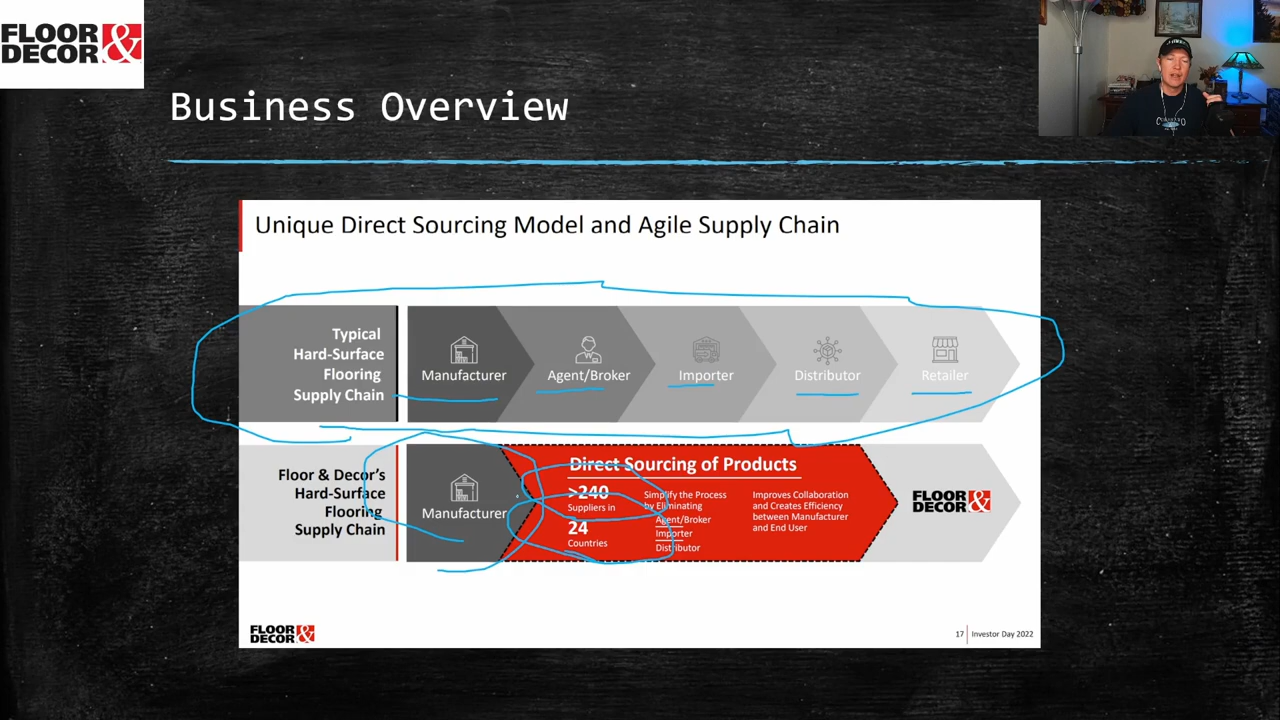 FLOOR &
DECOR
Business Overview
Unique Direct Sourcing Model and Agile Supply Chain
Typical
Hard-Surface
Flooring
Supply Chain
Manufacturer
Agent/Broker
Importer
Distributor
Retailer
Floor & Decor's
Hard-Surface
Flooring
Supply Chain
Manufacturer
Direct Sourcing of Products
>240
Suppliers in
24
Countries
Simplify the Process
by Eliminating
Agent/Broker
Importer
Distributor
Improves Collaboration
and Creates Efficiency
between Manufacturer
and End User
FLOOR &
DECOR
FLOOR &
DECOR
17 | Investor Day 2022